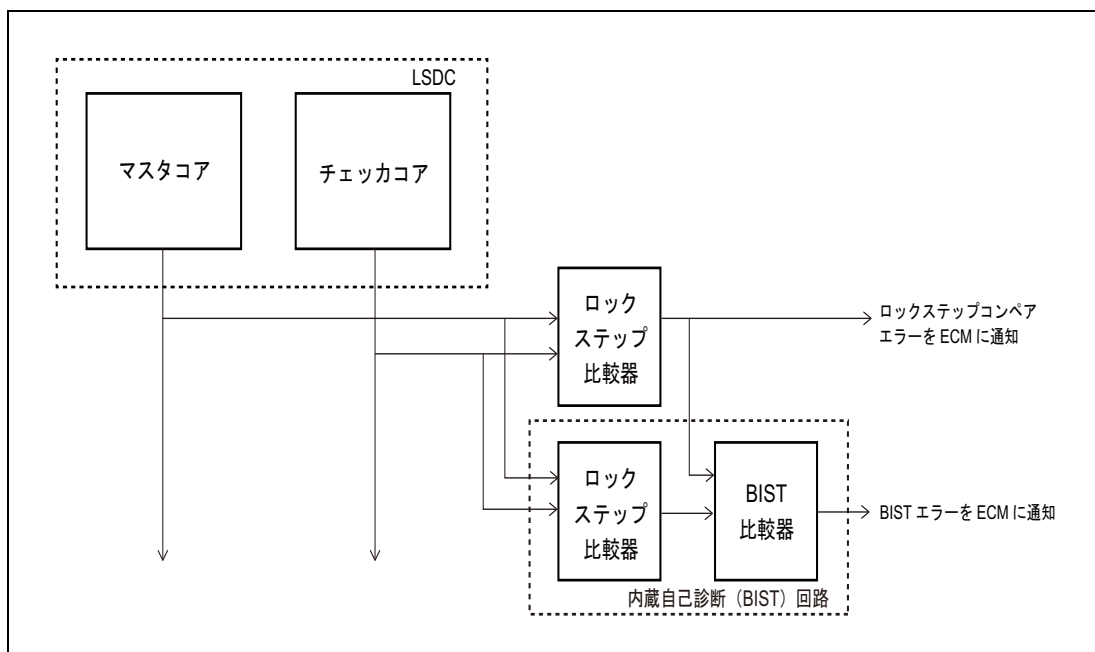 LSDC
マスタコア
チェッカコア
ロック
ステップ
比較器
ロックステップコンペア
エラーを ECM に通知
ロック
ステップ
比較器
BIST
比較器
BIST エラーを ECM に通知
内蔵自己診断（BIST）回路